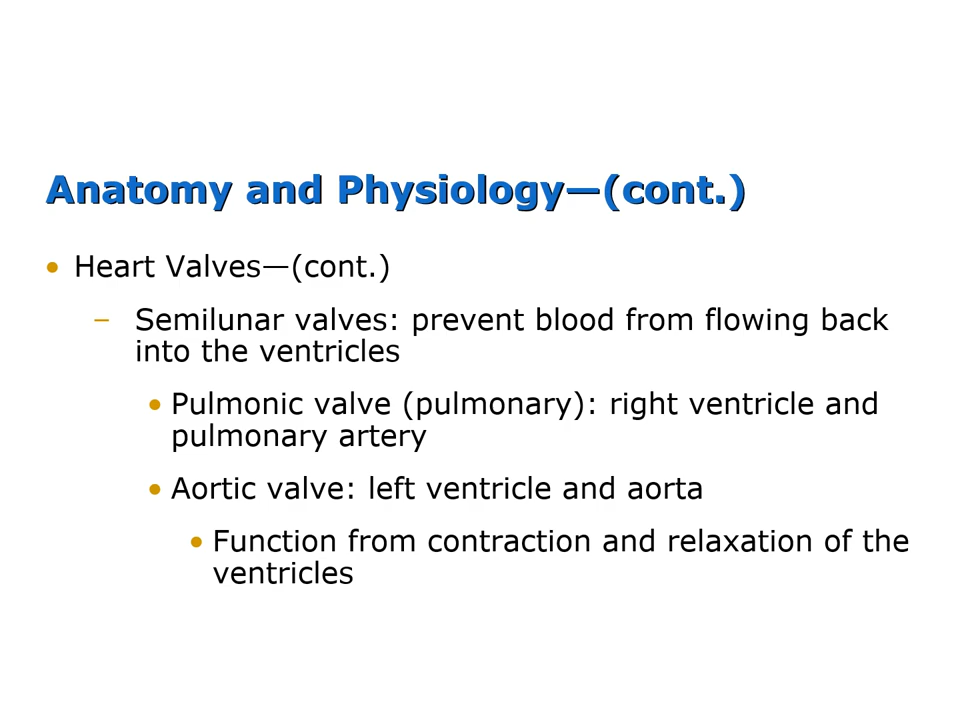 Anatomy and Physiology—(cont.)
• Heart Valves—(cont.)
– Semilunar valves: prevent blood from flowing back
into the ventricles
• Pulmonic valve (pulmonary): right ventricle and
pulmonary artery
• Aortic valve: left ventricle and aorta
• Function from contraction and relaxation of the
ventricles